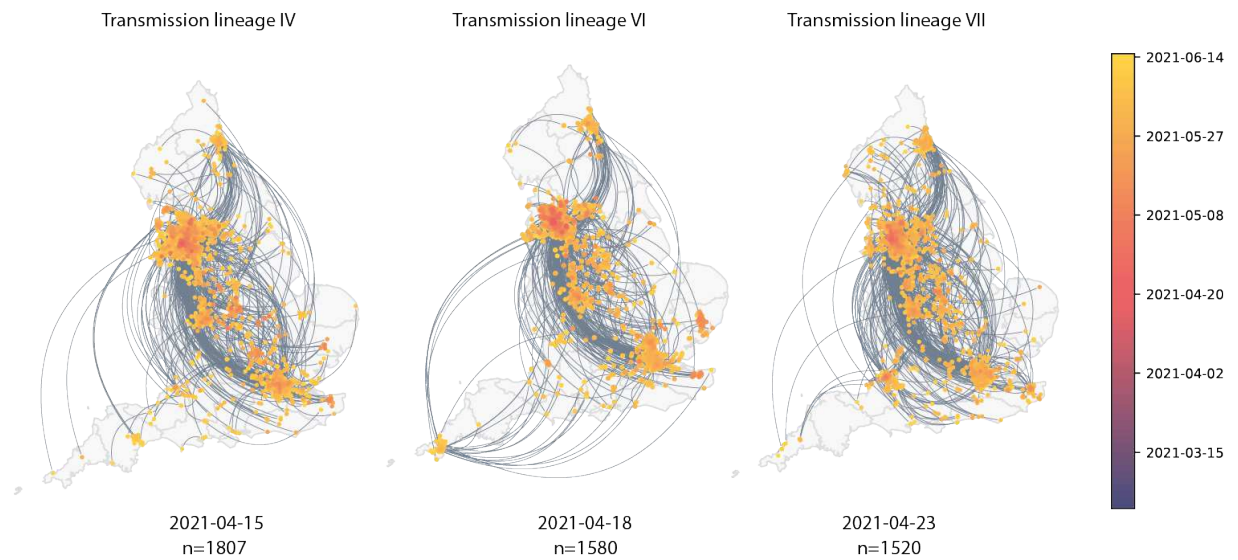 Transmission lineage IV
Transmission lineage VI
Transmission lineage VII
2021-06-14
2021-05-27
2021-05-08
2021-04-20
2021-04-02
2021-03-15
2021-04-15
n=1807
2021-04-18
n=1580
2021-04-23
n=1520